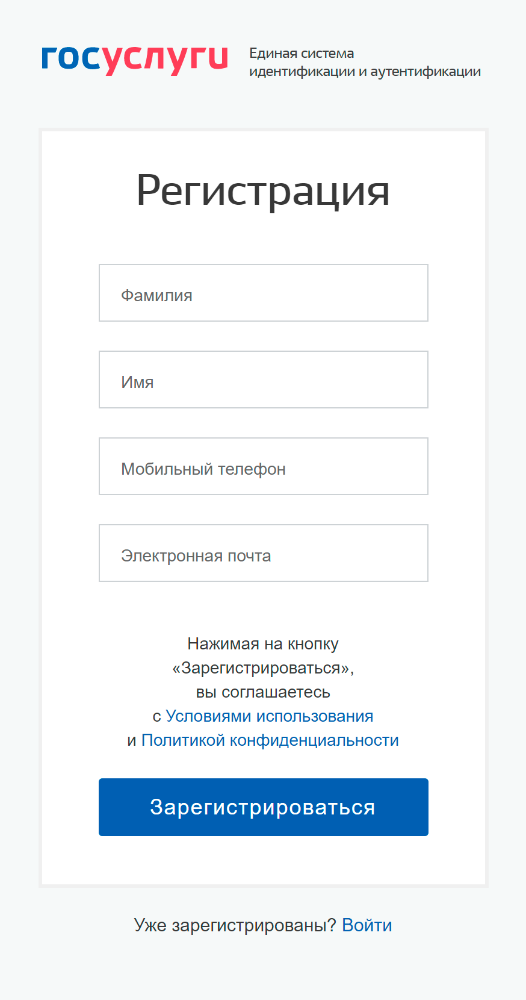 госуслуги
Единая система
идентификации и аутентификации
Регистрация
Фамилия
Имя
Мобильный телефон
Электронная почта
Нажимая на кнопку
«Зарегистрироваться»,
вы соглашаетесь
с Условиями использования
и Политикой конфиденциальности
Зарегистрироваться
Уже зарегистрированы? Войти